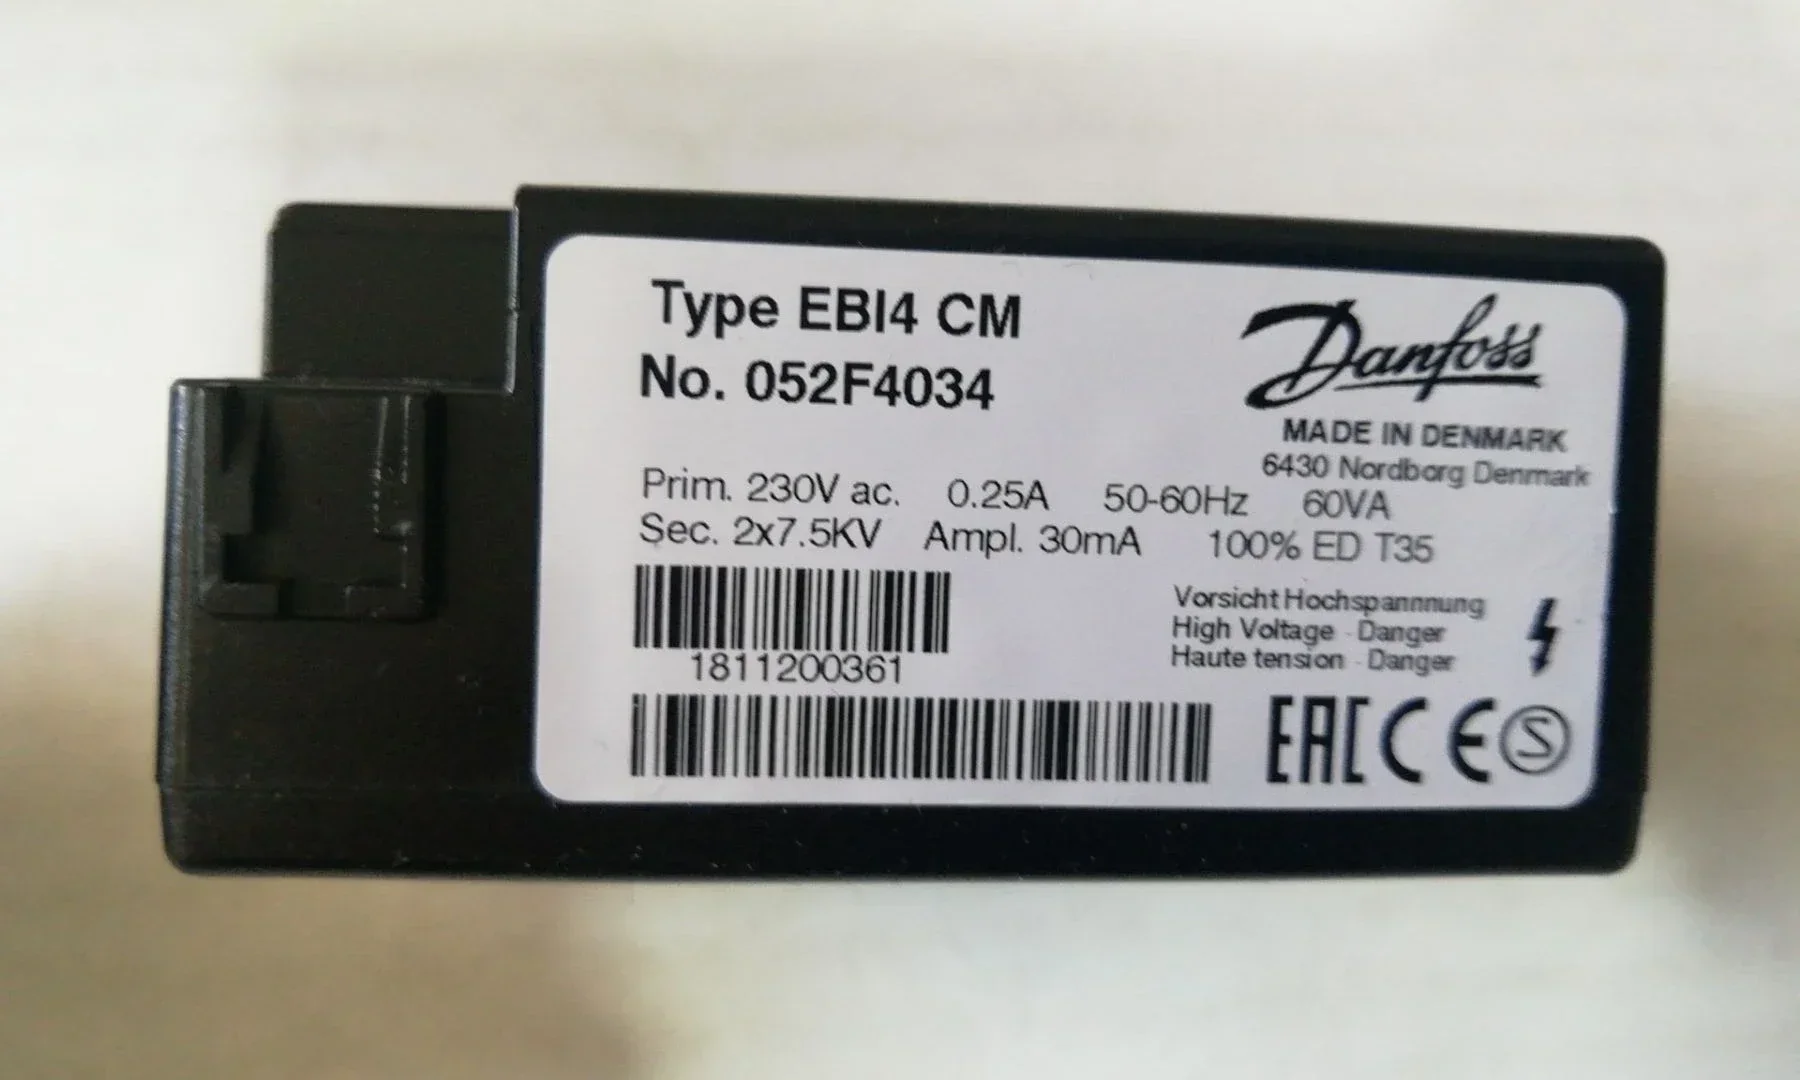 Type EBI4 CM
No. 052F4034
Danfoss
MADE IN DENMARK
6430 Nordborg Denmark
Prim. 230V ac. 0.25A 50-60Hz 60VA
Sec. 2x7.5KV Ampl. 30mA 100% ED T35
Vorsicht Hochspannnung
High Voltage - Danger
Haute tension - Danger
1811200361
EAC CE S